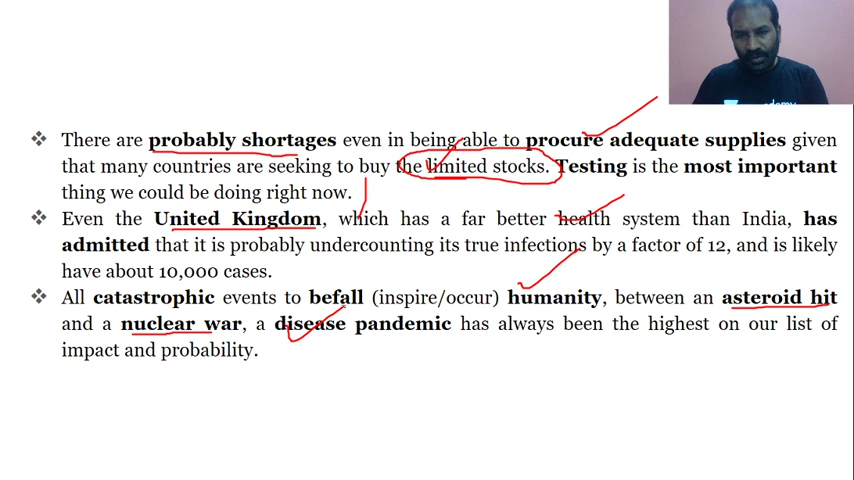 There are probably shortages even in being able to procure adequate supplies given
that many countries are seeking to buy the limited stocks. Testing is the most important
thing we could be doing right now.
Even the United Kingdom, which has a far better health system than India, has
admitted that it is probably undercounting its true infections by a factor of 12, and is likely
have about 10,000 cases.
All catastrophic events to befall (inspire/occur) humanity, between an asteroid hit
and a nuclear war, a disease pandemic has always been the highest on our list of
impact and probability.